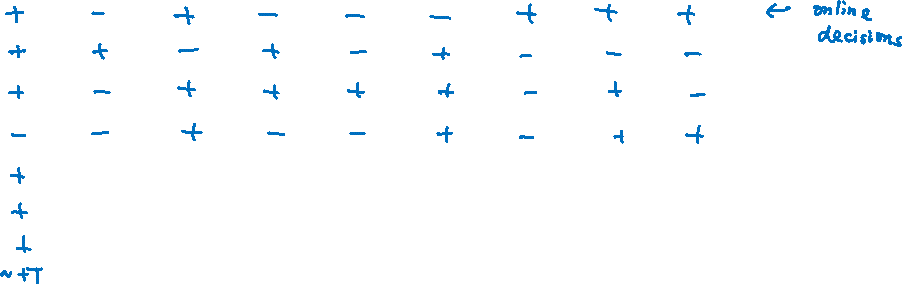 + − + − − − + + + ← online
decisions
+ + − + − + − − −
+ − + + + + − + −
− − + − − + − + +
+
+
+
~ +T